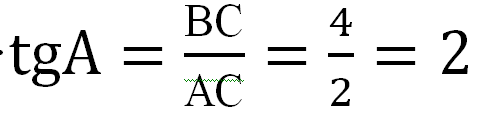 ·tgA = BC/AC = 4/2 = 2